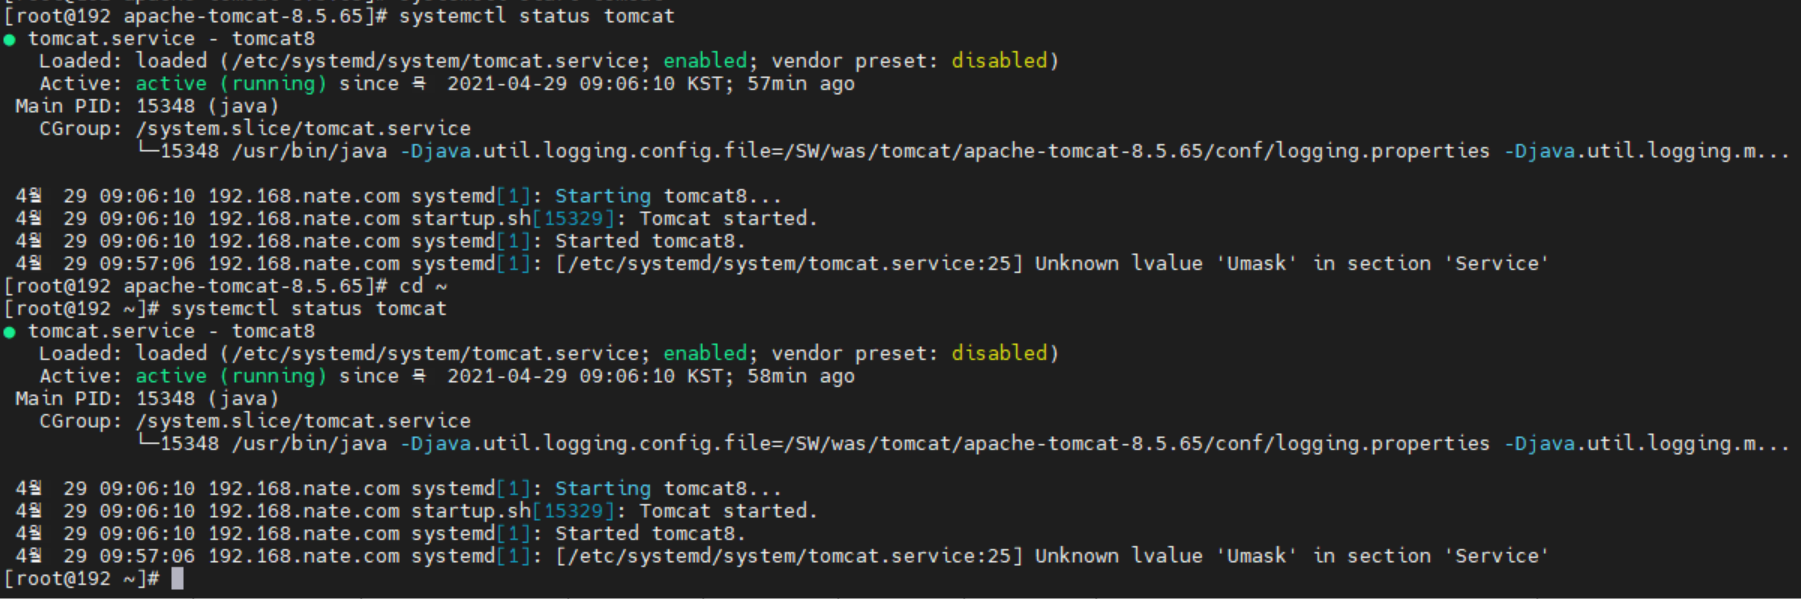 [root@192 apache-tomcat-8.5.65]# systemctl status tomcat
● tomcat.service - tomcat8
   Loaded: loaded (/etc/systemd/system/tomcat.service; enabled; vendor preset: disabled)
   Active: active (running) since 목 2021-04-29 09:06:10 KST; 57min ago
 Main PID: 15348 (java)
   CGroup: /system.slice/tomcat.service
           └─15348 /usr/bin/java -Djava.util.logging.config.file=/SW/was/tomcat/apache-tomcat-8.5.65/conf/logging.properties -Djava.util.logging.m...
 4월  29 09:06:10 192.168.nate.com systemd[1]: Starting tomcat8...
 4월  29 09:06:10 192.168.nate.com startup.sh[15329]: Tomcat started.
 4월  29 09:06:10 192.168.nate.com systemd[1]: Started tomcat8.
 4월  29 09:57:06 192.168.nate.com systemd[1]: [/etc/systemd/system/tomcat.service:25] Unknown lvalue 'Umask' in section 'Service'
[root@192 apache-tomcat-8.5.65]# cd ~
[root@192 ~]# systemctl status tomcat
● tomcat.service - tomcat8
   Loaded: loaded (/etc/systemd/system/tomcat.service; enabled; vendor preset: disabled)
   Active: active (running) since 목 2021-04-29 09:06:10 KST; 58min ago
 Main PID: 15348 (java)
   CGroup: /system.slice/tomcat.service
           └─15348 /usr/bin/java -Djava.util.logging.config.file=/SW/was/tomcat/apache-tomcat-8.5.65/conf/logging.properties -Djava.util.logging.m...
 4월  29 09:06:10 192.168.nate.com systemd[1]: Starting tomcat8...
 4월  29 09:06:10 192.168.nate.com startup.sh[15329]: Tomcat started.
 4월  29 09:06:10 192.168.nate.com systemd[1]: Started tomcat8.
 4월  29 09:57:06 192.168.nate.com systemd[1]: [/etc/systemd/system/tomcat.service:25] Unknown lvalue 'Umask' in section 'Service'
[root@192 ~]#